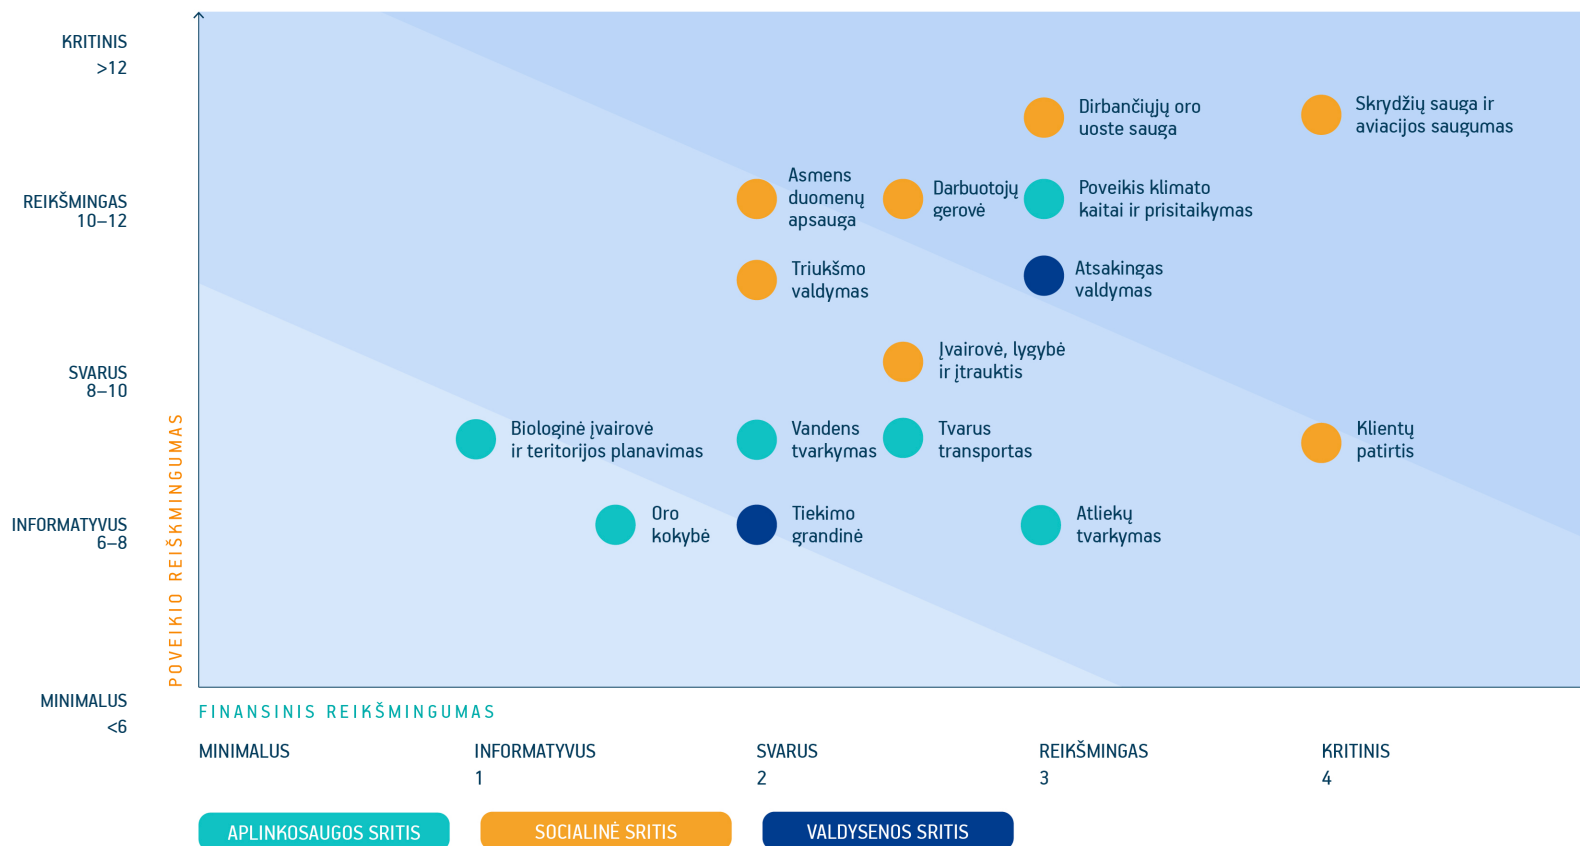 KRITINIS
>12
REIKŠMINGAS
10–12
SVARUS
8–10
INFORMATYVUS
6–8
MINIMALUS
<6
POVEIKIO REIŠKMINGUMAS
Dirbančiųjų oro
uoste sauga
Skrydžių sauga ir
aviacijos saugumas
Asmens
duomenų
apsauga
Darbuotojų
gerovė
Poveikis klimato
kaitai ir prisitaikymas
Triukšmo
valdymas
Atsakingas
valdymas
Įvairovė, lygybė
ir įtrauktis
Biologinė įvairovė
ir teritorijos planavimas
Vandens
tvarkymas
Tvarus
transportas
Klientų
patirtis
Oro
kokybė
Tiekimo
grandinė
Atliekų
tvarkymas
FINANSINIS REIKŠMINGUMAS
MINIMALUS
INFORMATYVUS
1
SVARUS
2
REIKŠMINGAS
3
KRITINIS
4
APLINKOSAUGOS SRITIS
SOCIALINĖ SRITIS
VALDYSENOS SRITIS